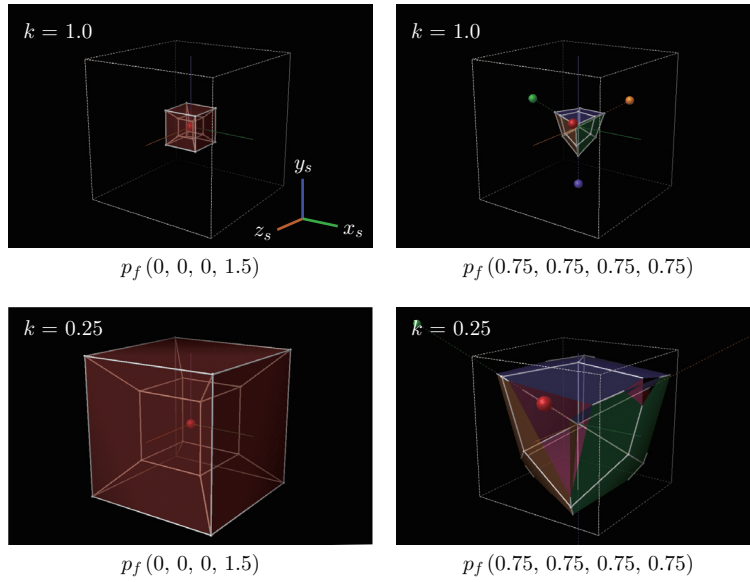 k = 1.0
y_s
z_s
x_s
p_f (0, 0, 0, 1.5)
k = 1.0
p_f (0.75, 0.75, 0.75, 0.75)
k = 0.25
p_f (0, 0, 0, 1.5)
k = 0.25
p_f (0.75, 0.75, 0.75, 0.75)